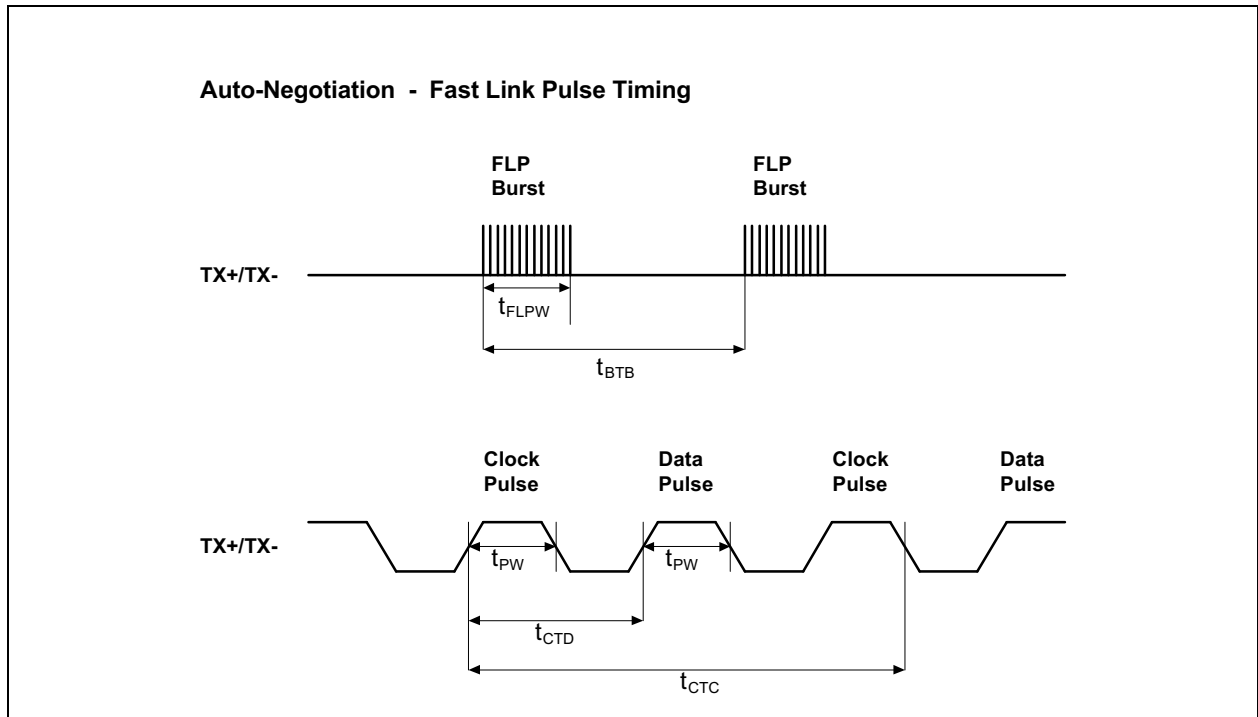 Auto-Negotiation - Fast Link Pulse Timing
FLP
Burst
FLP
Burst
TX+/TX-
tFLPW
tBTB
Clock
Pulse
Data
Pulse
Clock
Pulse
Data
Pulse
TX+/TX-
tPW
tPW
tCTD
tCTC